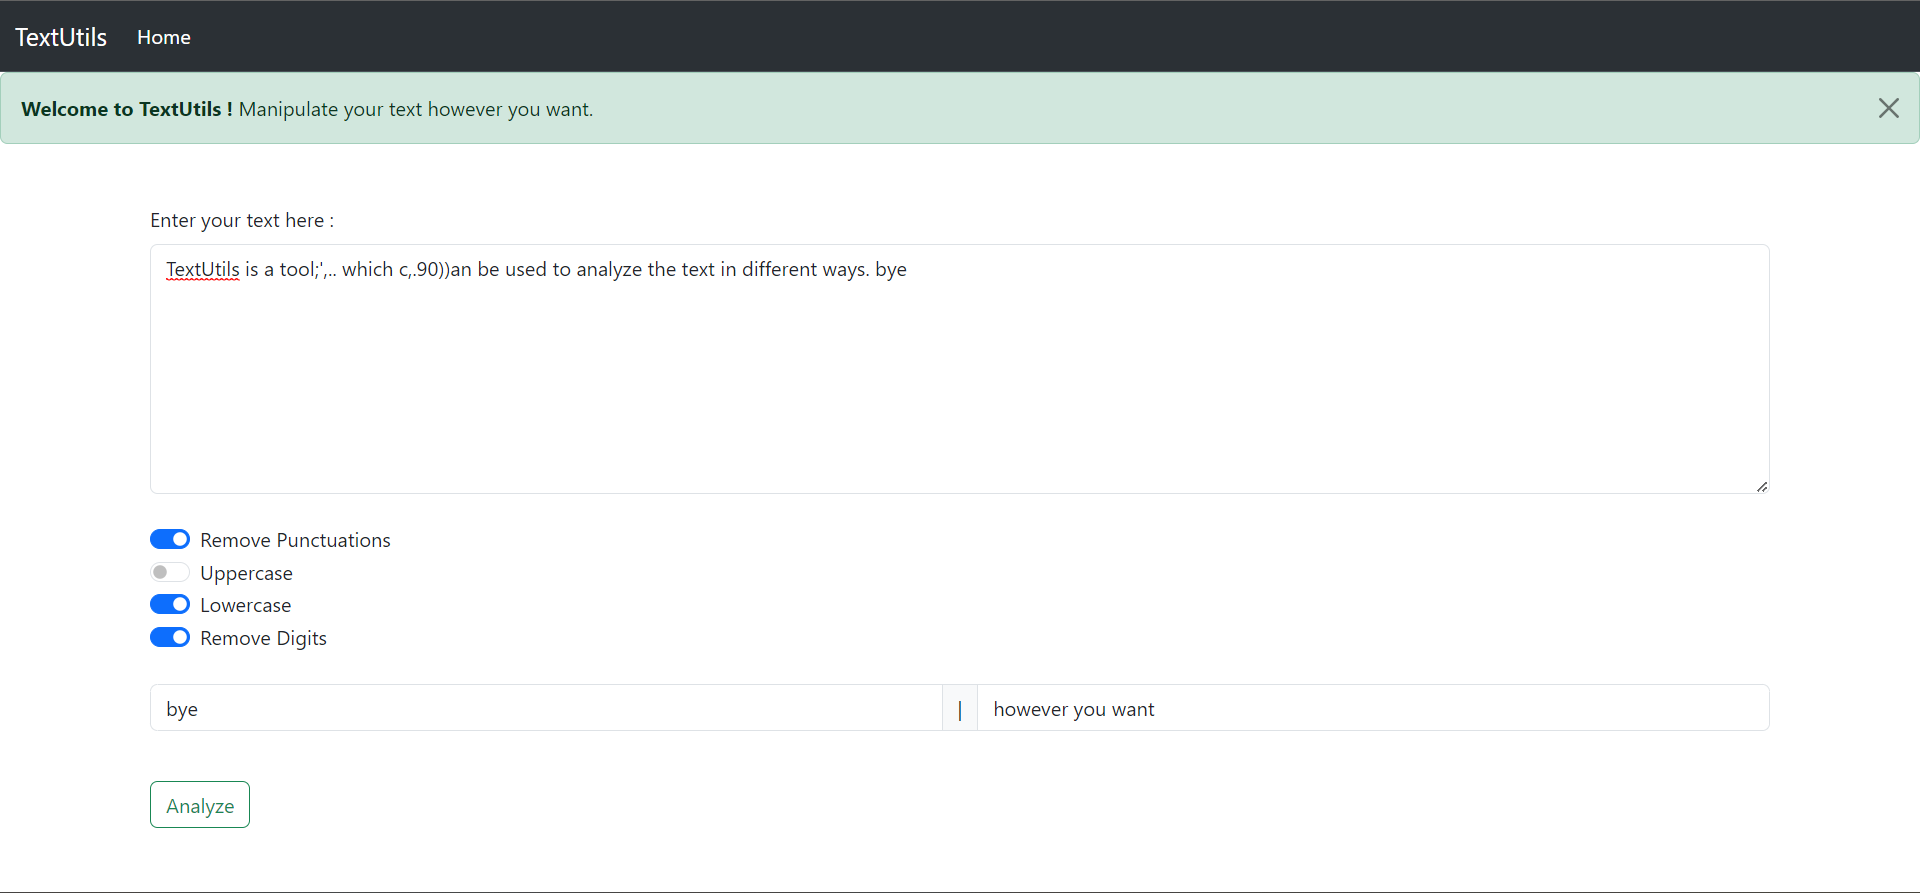 TextUtils Home
Welcome to TextUtils ! Manipulate your text however you want.
Enter your text here :
TextUtils is a tool;',.. which c,.90))an be used to analyze the text in different ways. bye
Remove Punctuations
Uppercase
Lowercase
Remove Digits
bye | however you want
Analyze